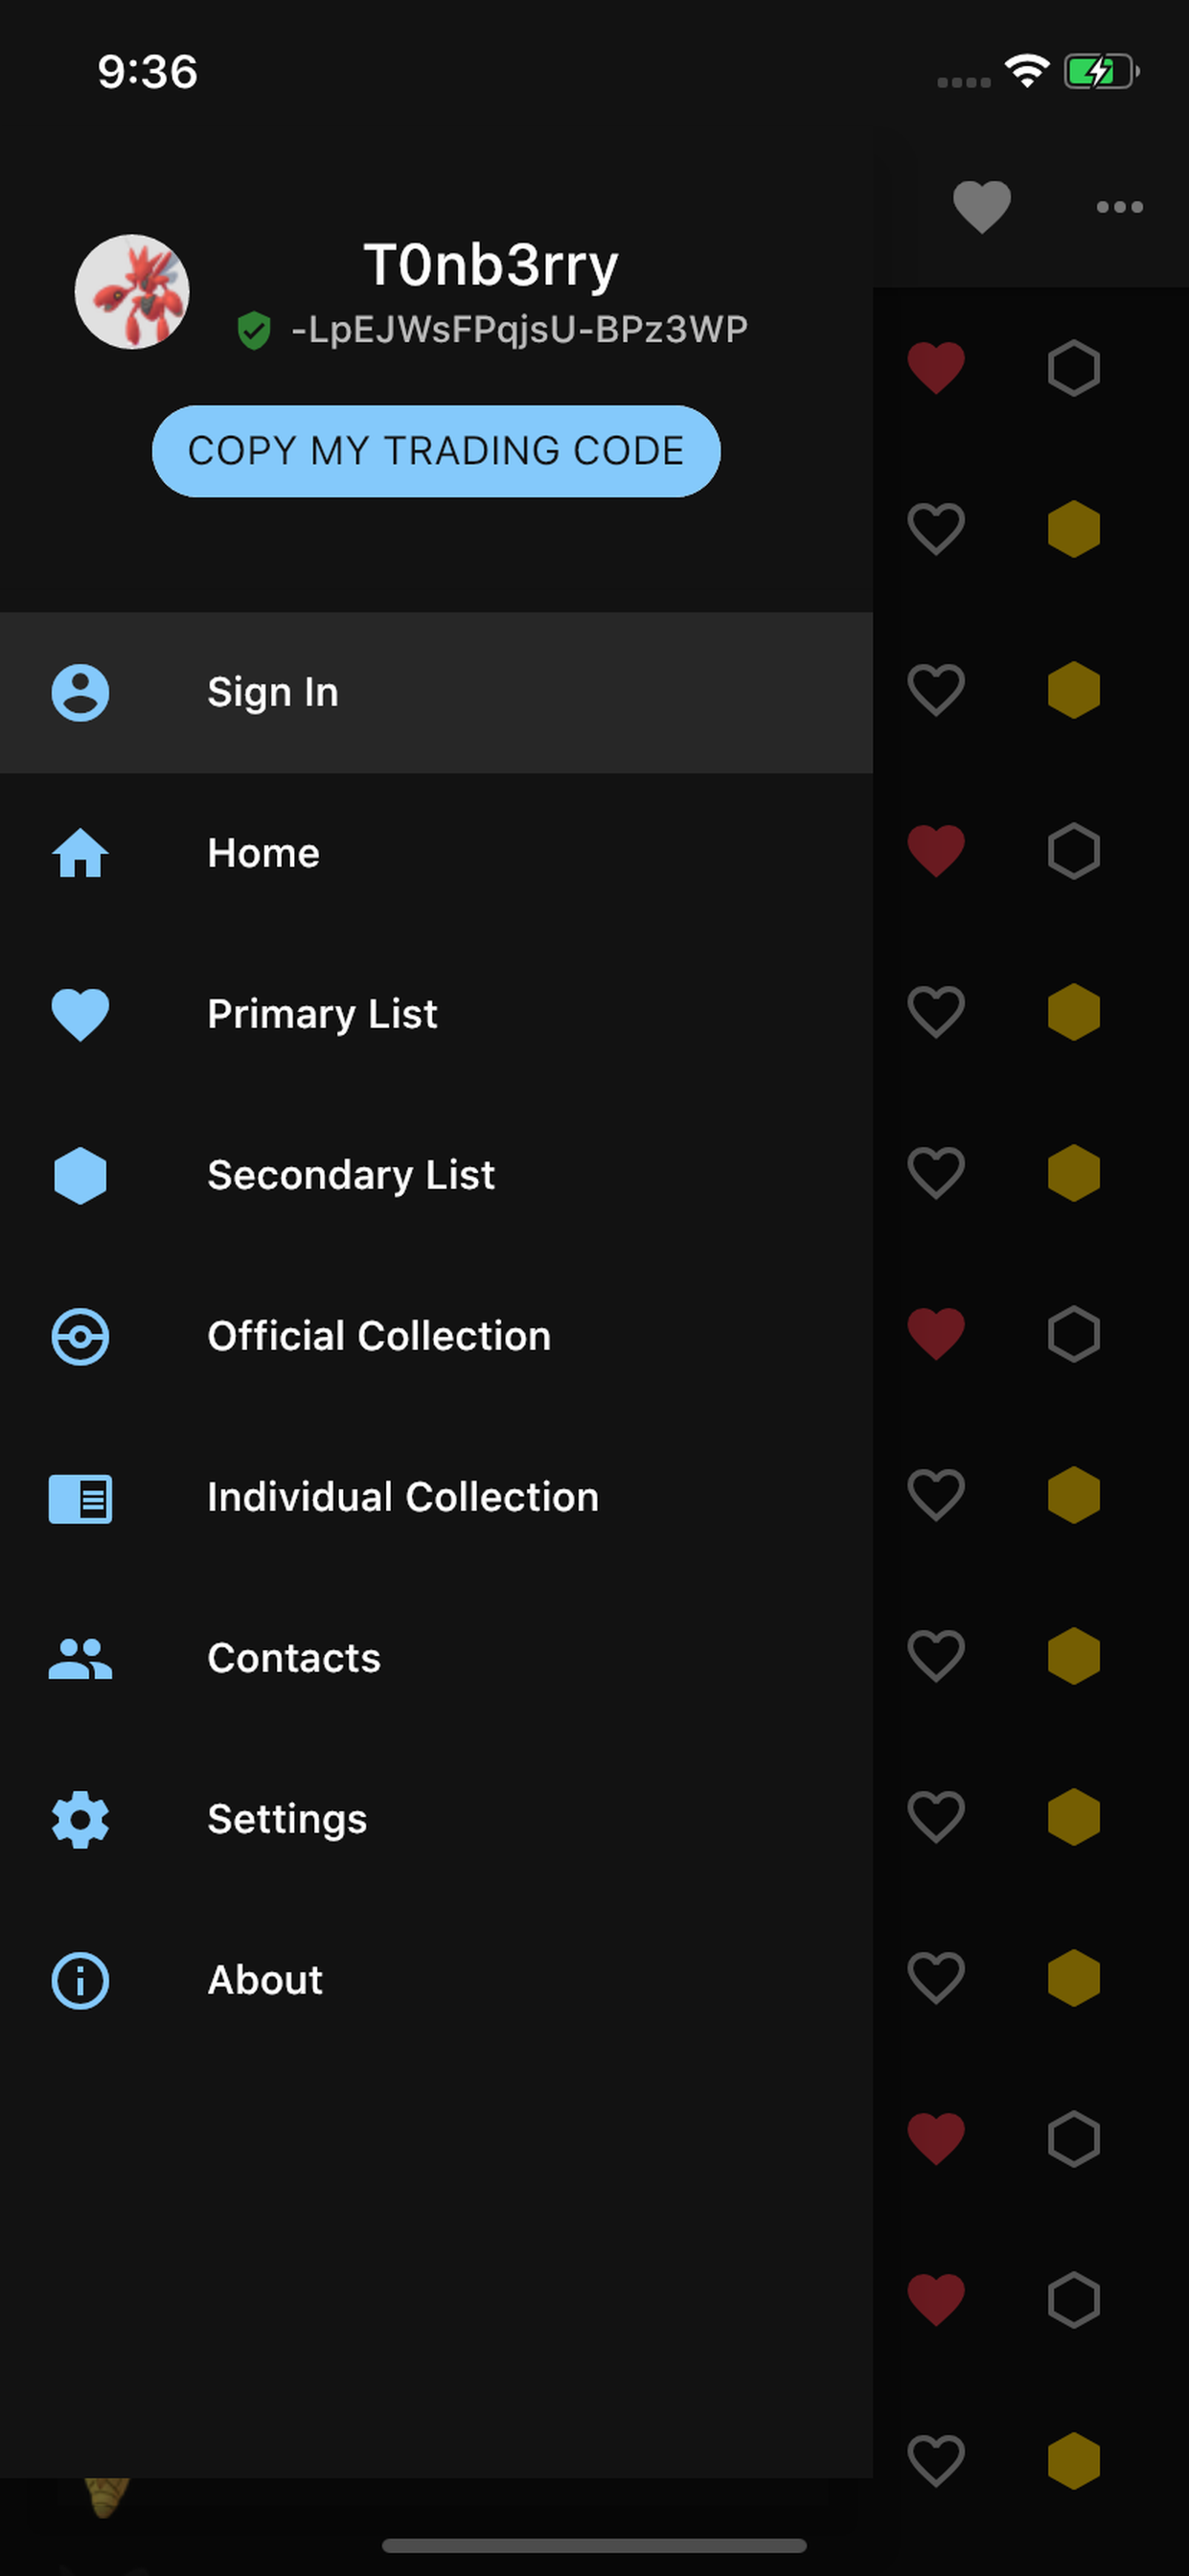 9:36
T0nb3rry
-LpEJWsFPqjsU-BPz3WP
COPY MY TRADING CODE
Sign In
Home
Primary List
Secondary List
Official Collection
Individual Collection
Contacts
Settings
About